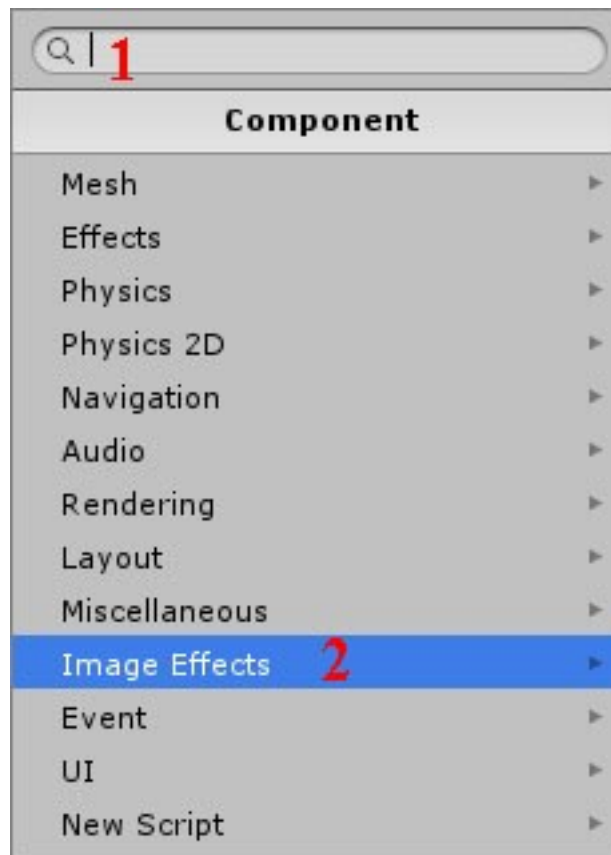 1
Component
Mesh
Effects
Physics
Physics 2D
Navigation
Audio
Rendering
Layout
Miscellaneous
Image Effects 2
Event
UI
New Script